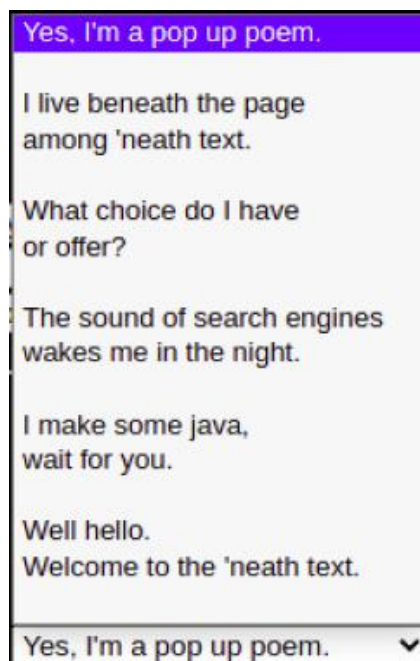 Yes, I'm a pop up poem.
I live beneath the page
among 'neath text.
What choice do I have
or offer?
The sound of search engines
wakes me in the night.
I make some java,
wait for you.
Well hello.
Welcome to the 'neath text.
Yes, I'm a pop up poem.